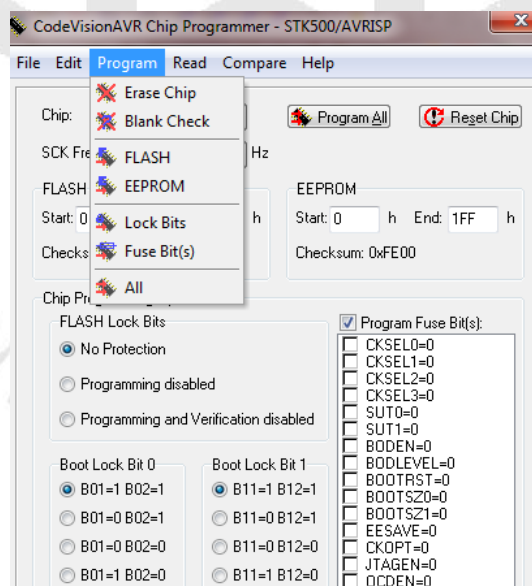 CodeVisionAVR Chip Programmer - STK500/AVRISP
File Edit Program Read Compare Help
Erase Chip
Blank Check
FLASH
EEPROM
Lock Bits
Fuse Bit(s)
All
Chip:
Program All
Reset Chip
SCK Fre
Hz
FLASH
Start: 0
h
Checks
EEPROM
Start: 0 h End: 1FF h
Checksum: 0xFE00
Chip Pr
FLASH Lock Bits
No Protection
Programming disabled
Programming and Verification disabled
Boot Lock Bit 0
B01=1 B02=1
B01=0 B02=1
B01=0 B02=0
B01=1 B02=0
Boot Lock Bit 1
B11=1 B12=1
B11=0 B12=1
B11=0 B12=0
B11=1 B12=0
Program Fuse Bit(s):
CKSEL0=0
CKSEL1=0
CKSEL2=0
CKSEL3=0
SUT0=0
SUT1=0
BODEN=0
BODLEVEL=0
BOOTRST=0
BOOTSZ0=0
BOOTSZ1=0
EESAVE=0
CKOPT=0
JTAGEN=0
OCDEN=0